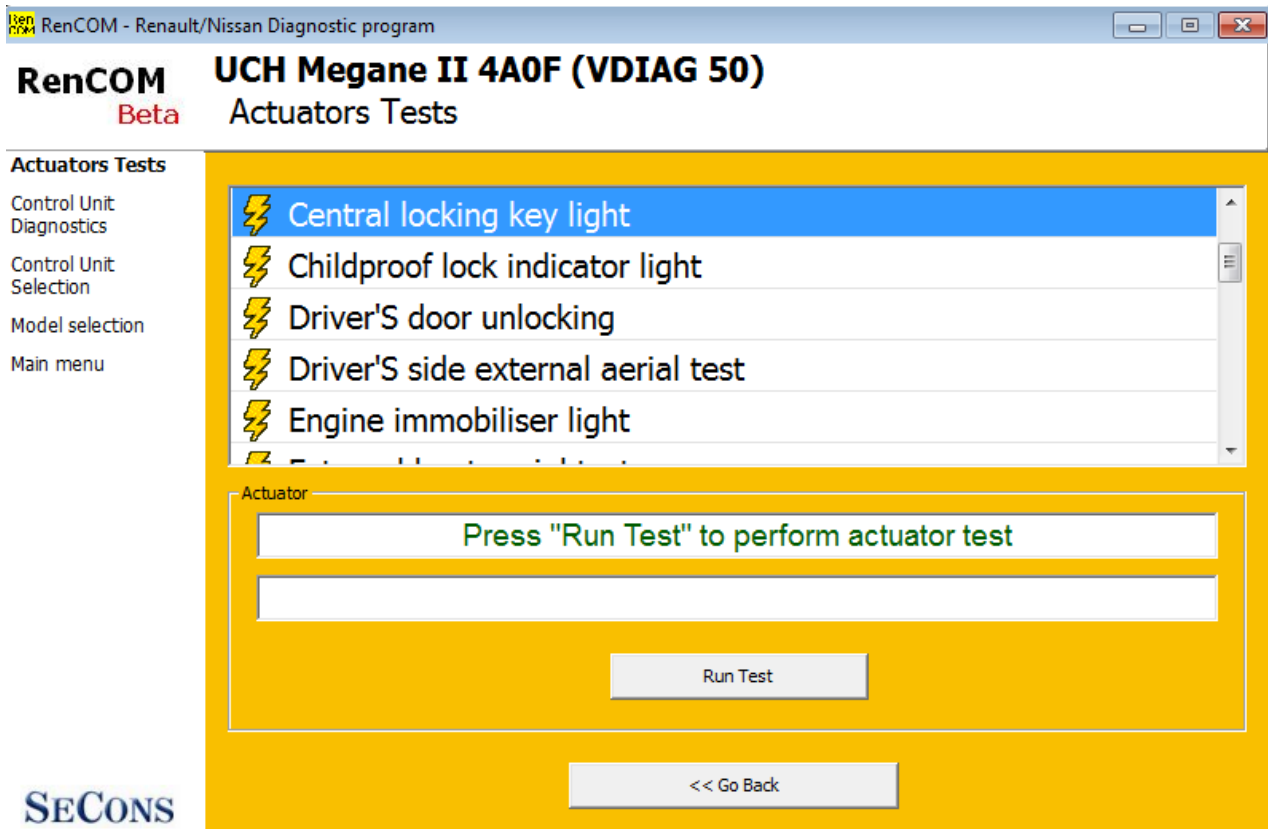 RenCOM - Renault/Nissan Diagnostic program
RenCOM
Beta
UCH Megane II 4A0F (VDIAG 50)
Actuators Tests
Actuators Tests
Control Unit
Diagnostics
Control Unit
Selection
Model selection
Main menu
Central locking key light
Childproof lock indicator light
Driver'S door unlocking
Driver'S side external aerial test
Engine immobiliser light
Actuator
Press "Run Test" to perform actuator test
Run Test
<< Go Back
SECONS